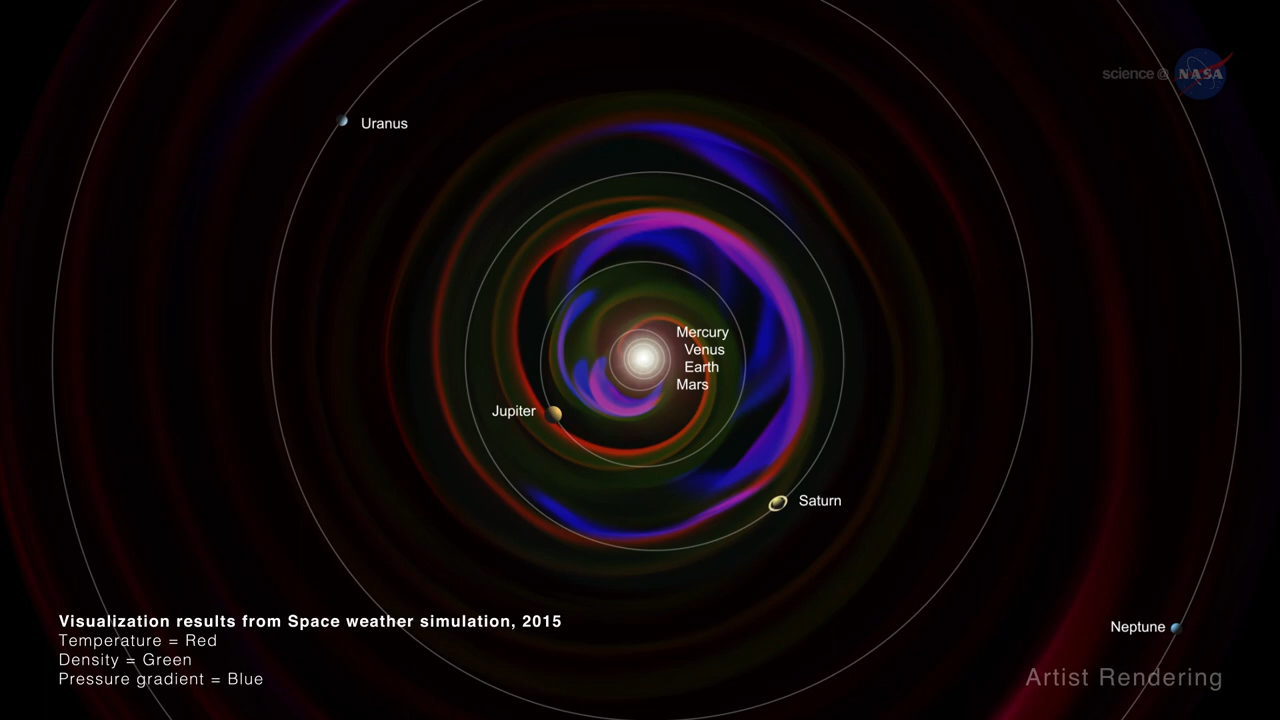 science@ NASA
Uranus
Mercury
Venus
Earth
Mars
Jupiter
Saturn
Visualization results from Space weather simulation, 2015
Temperature = Red
Density = Green
Pressure gradient = Blue
Neptune
Artist Rendering